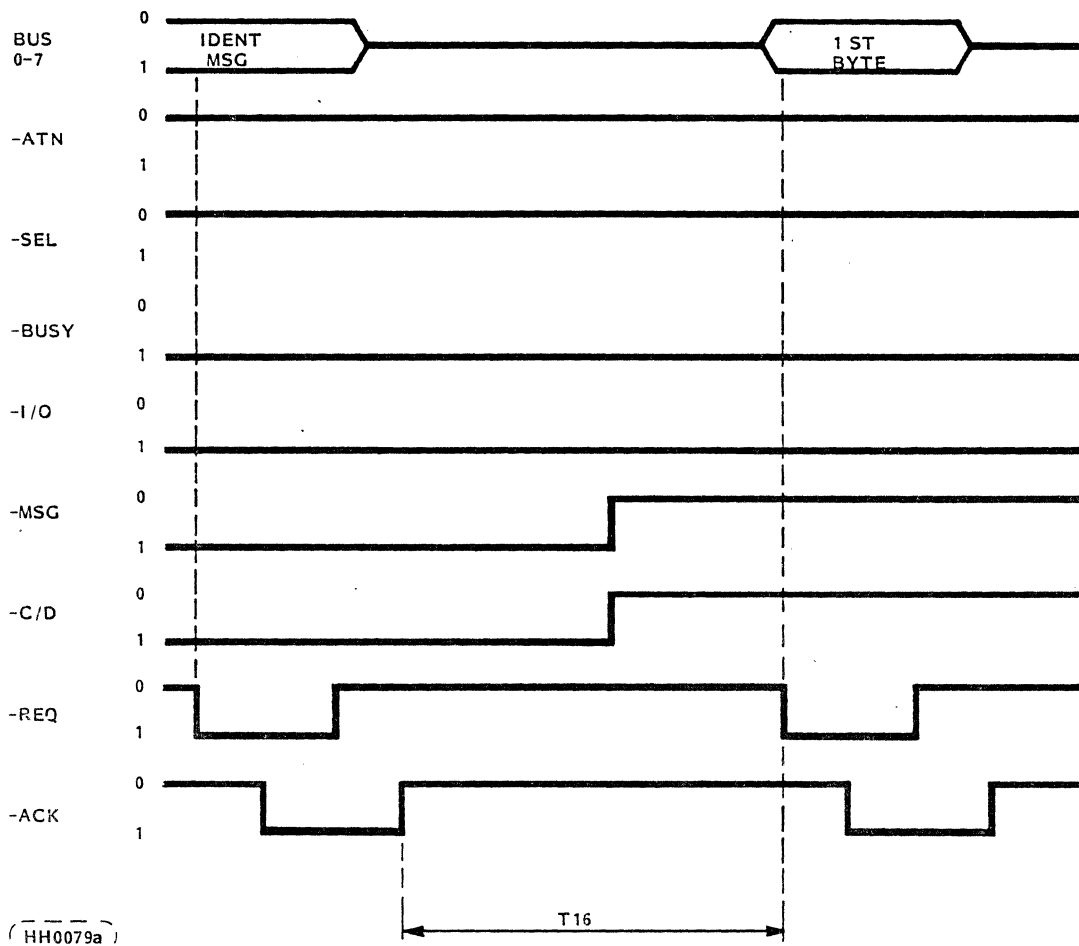 0
BUS
0-7
IDENT
MSG
1 ST
BYTE
1
0
-ATN
1
0
-SEL
1
0
-BUSY
1
-I/O
0
1
-MSG
0
1
-C/D
0
1
-REQ
0
1
-ACK
0
1
T16
HH0079a